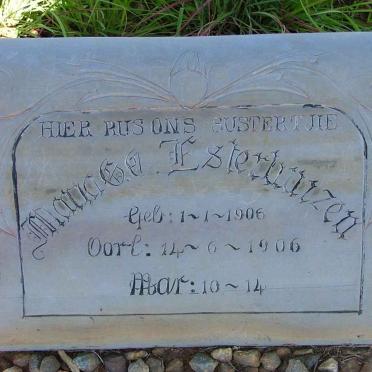 HIER RUS ONS SUSTERTJIE
Esterhuizen
Geb: 1~1~1906
Oorl: 14~6~1906
Mar: 10~14